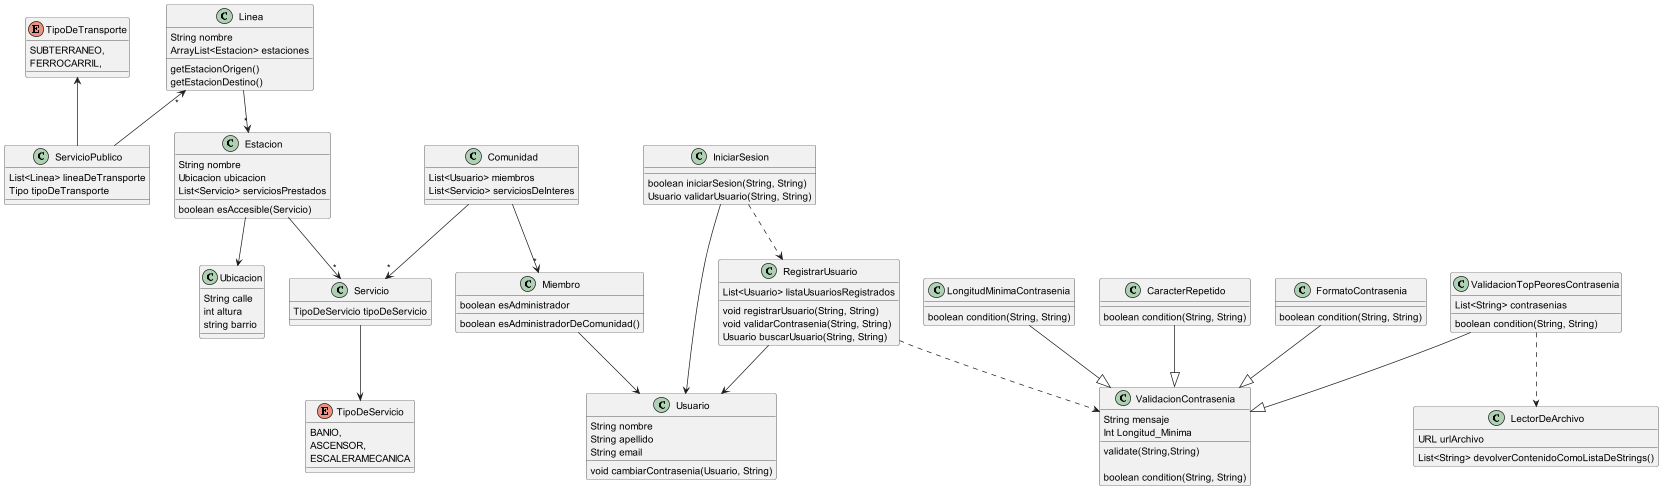 E TipoDeTransporte
SUBTERRANEO,
FERROCARRIL,
C Linea
String nombre
ArrayList<Estacion> estaciones
getEstacionOrigen()
getEstacionDestino()
*
*
C ServicioPublico
List<Linea> lineaDeTransporte
Tipo tipoDeTransporte
C Estacion
String nombre
Ubicacion ubicacion
List<Servicio> serviciosPrestados
boolean esAccesible(Servicio)
C Comunidad
List<Usuario> miembros
List<Servicio> serviciosDeInteres
C IniciarSesion
boolean iniciarSesion(String, String)
Usuario validarUsuario(String, String)
*
*
*
C Ubicacion
String calle
int altura
string barrio
C Servicio
TipoDeServicio tipoDeServicio
C Miembro
boolean esAdministrador
boolean esAdministradorDeComunidad()
C RegistrarUsuario
List<Usuario> listaUsuariosRegistrados
void registrarUsuario(String, String)
void validarContrasenia(String, String)
Usuario buscarUsuario(String, String)
C LongitudMinimaContrasenia
boolean condition(String, String)
C CaracterRepetido
boolean condition(String, String)
C FormatoContrasenia
boolean condition(String, String)
C ValidacionTopPeoresContrasenia
List<String> contrasenias
boolean condition(String, String)
E TipoDeServicio
BANIO,
ASCENSOR,
ESCALERAMECANICA
C Usuario
String nombre
String apellido
String email
void cambiarContrasenia(Usuario, String)
C ValidacionContrasenia
String mensaje
Int Longitud_Minima
validate(String,String)
boolean condition(String, String)
C LectorDeArchivo
URL urlArchivo
List<String> devolverContenidoComoListaDeStrings()